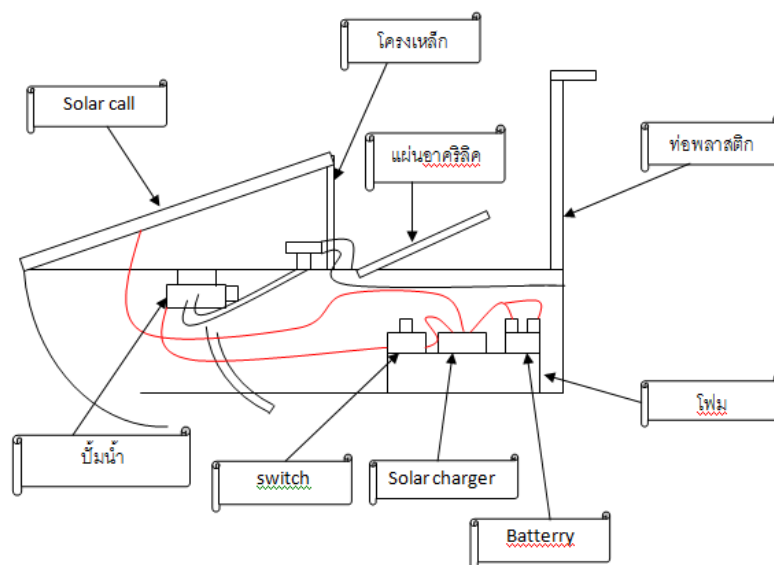 โครงเหล็ก
Solar call
แผ่นอาคริลิค
ท่อพลาสติก
โฟม
ปั้มน้ำ
switch
Solar charger
Batterry